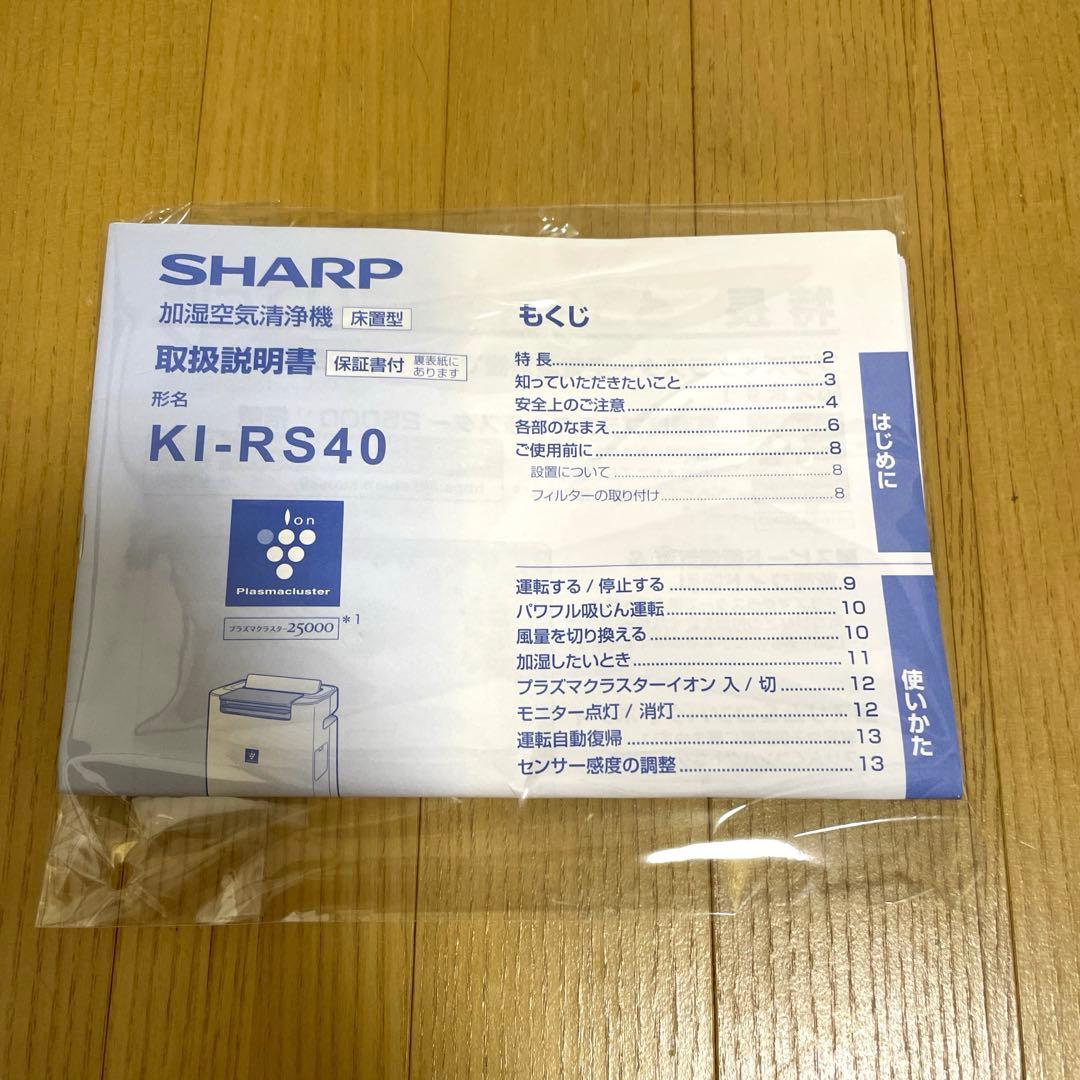 SHARP
加湿空気清浄機 床置型
取扱説明書 保証書付 裏表紙に
あります
形名
KI-RS40
Ion
Plasmacluster
プラズマクラスター25000 *1
もくじ
特長 2
知っていただきたいこと 3
安全上のご注意 4
各部のなまえ 6
ご使用前に 8
設置について 8
フィルターの取り付け 8
はじめに
運転する / 停止する 9
パワフル吸じん運転 10
風量を切り換える 10
加湿したいとき 11
プラズマクラスターイオン 入 / 切 12
モニター点灯 / 消灯 12
運転自動復帰 13
センサー感度の調整 13
使いかた